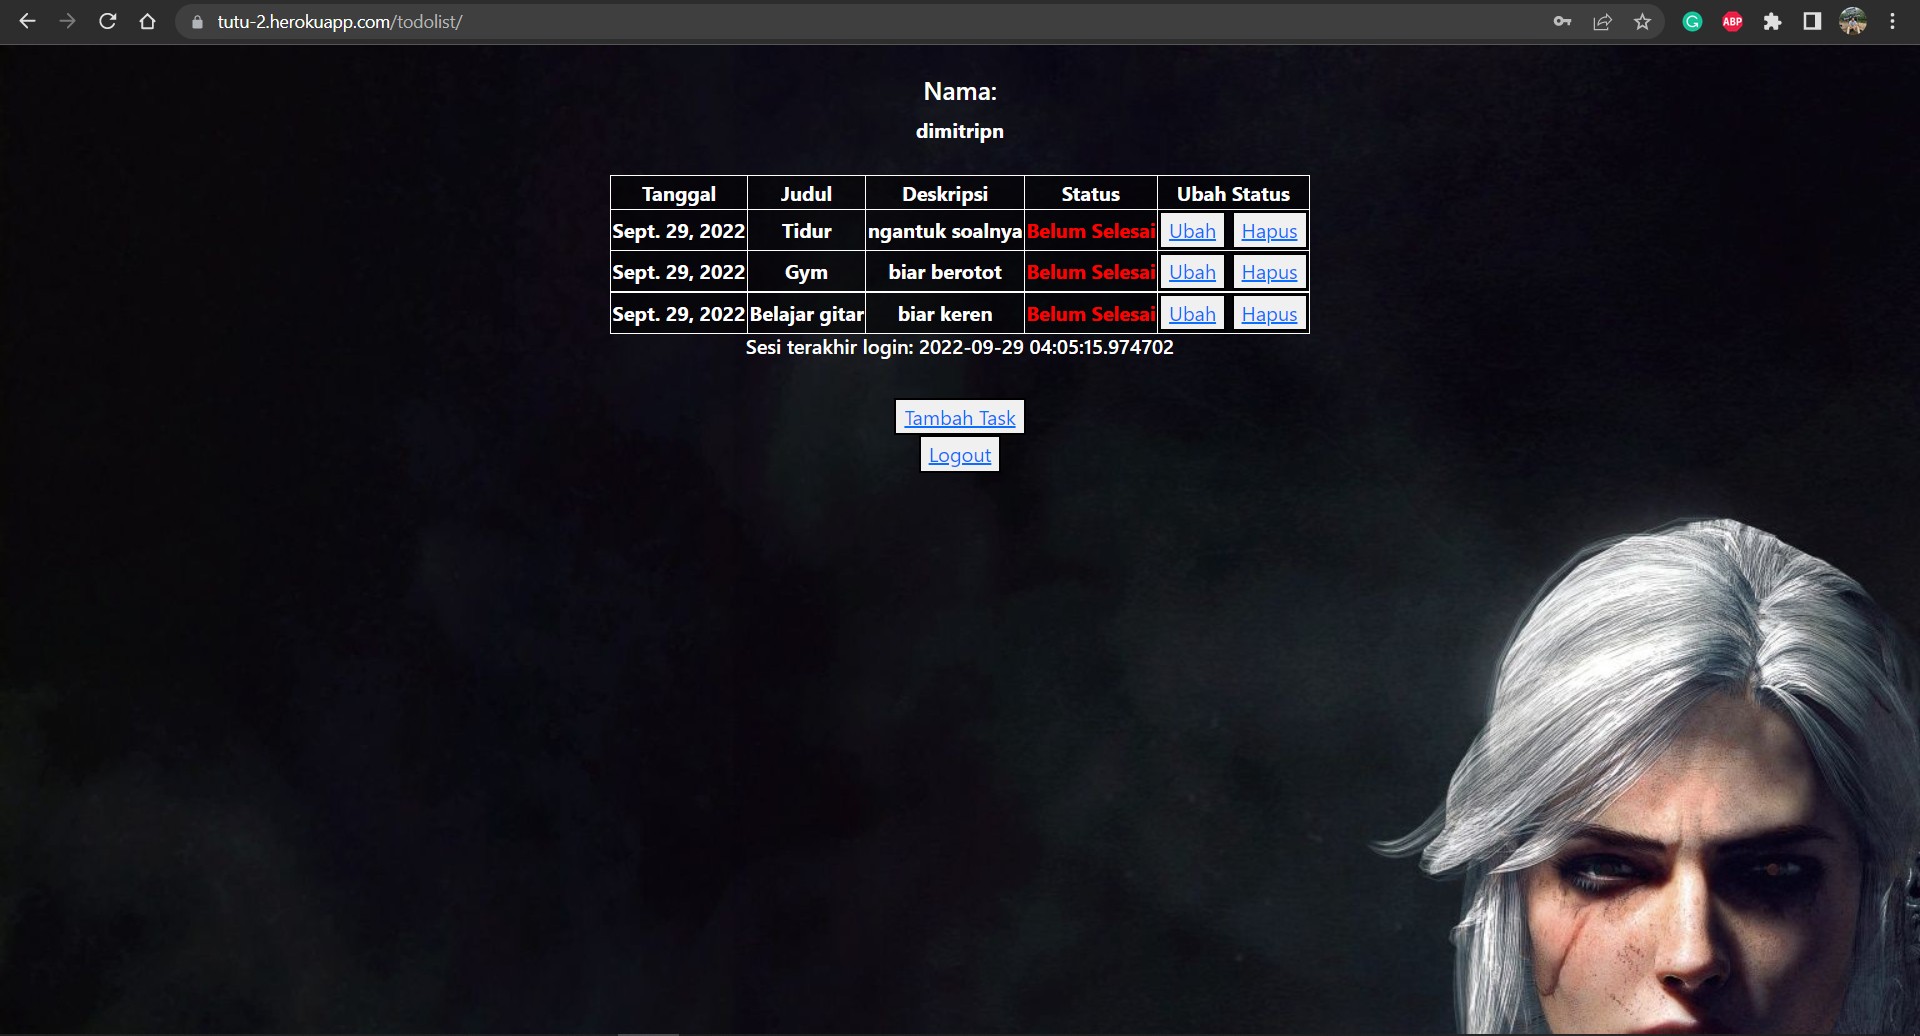 tutu-2.herokuapp.com/todolist/
G ABP
Nama:
dimitripn
Tanggal Judul Deskripsi Status Ubah Status
Sept. 29, 2022 Tidur ngantuk soalnya Belum Selesai Ubah Hapus
Sept. 29, 2022 Gym biar berotot Belum Selesai Ubah Hapus
Sept. 29, 2022 Belajar gitar biar keren Belum Selesai Ubah Hapus
Sesi terakhir login: 2022-09-29 04:05:15.974702
Tambah Task
Logout